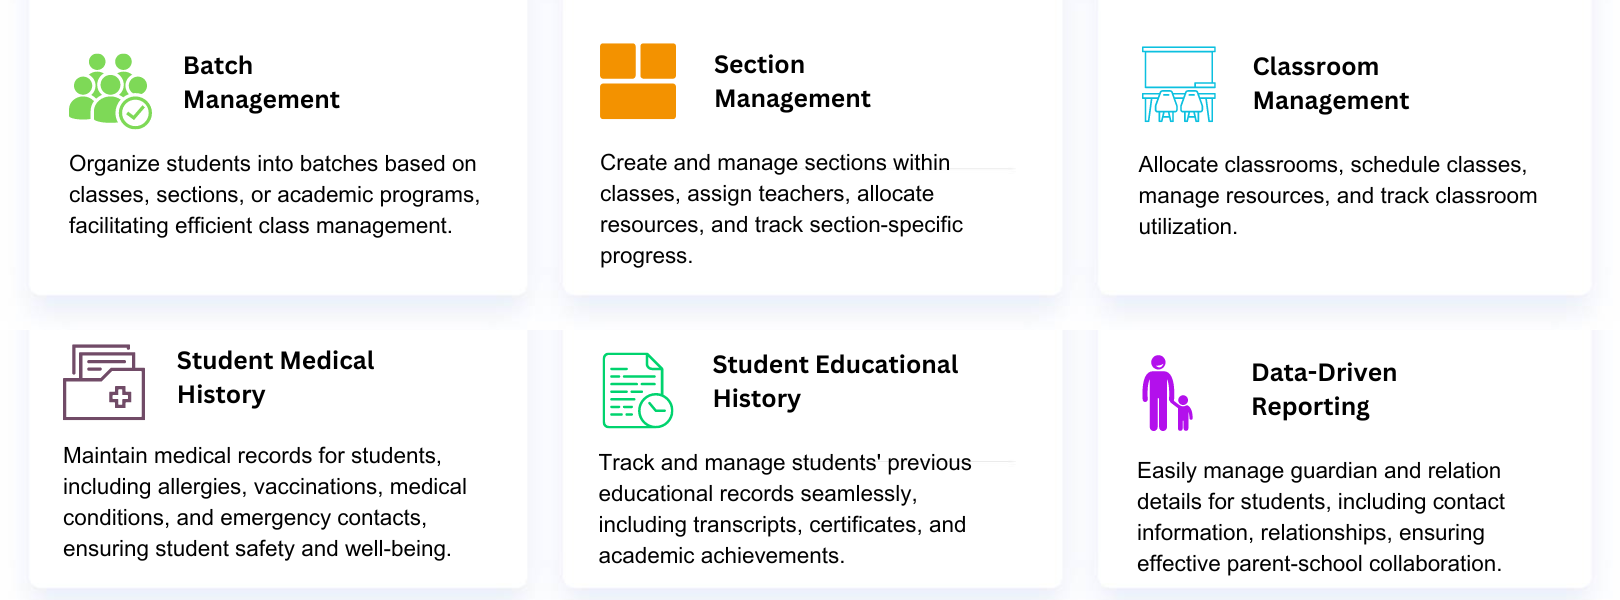 Batch
Management
Organize students into batches based on
classes, sections, or academic programs,
facilitating efficient class management.
Section
Management
Create and manage sections within
classes, assign teachers, allocate
resources, and track section-specific
progress.
Classroom
Management
Allocate classrooms, schedule classes,
manage resources, and track classroom
utilization.
Student Medical
History
Maintain medical records for students,
including allergies, vaccinations, medical
conditions, and emergency contacts,
ensuring student safety and well-being.
Student Educational
History
Track and manage students' previous
educational records seamlessly,
including transcripts, certificates, and
academic achievements.
Data-Driven
Reporting
Easily manage guardian and relation
details for students, including contact
information, relationships, ensuring
effective parent-school collaboration.